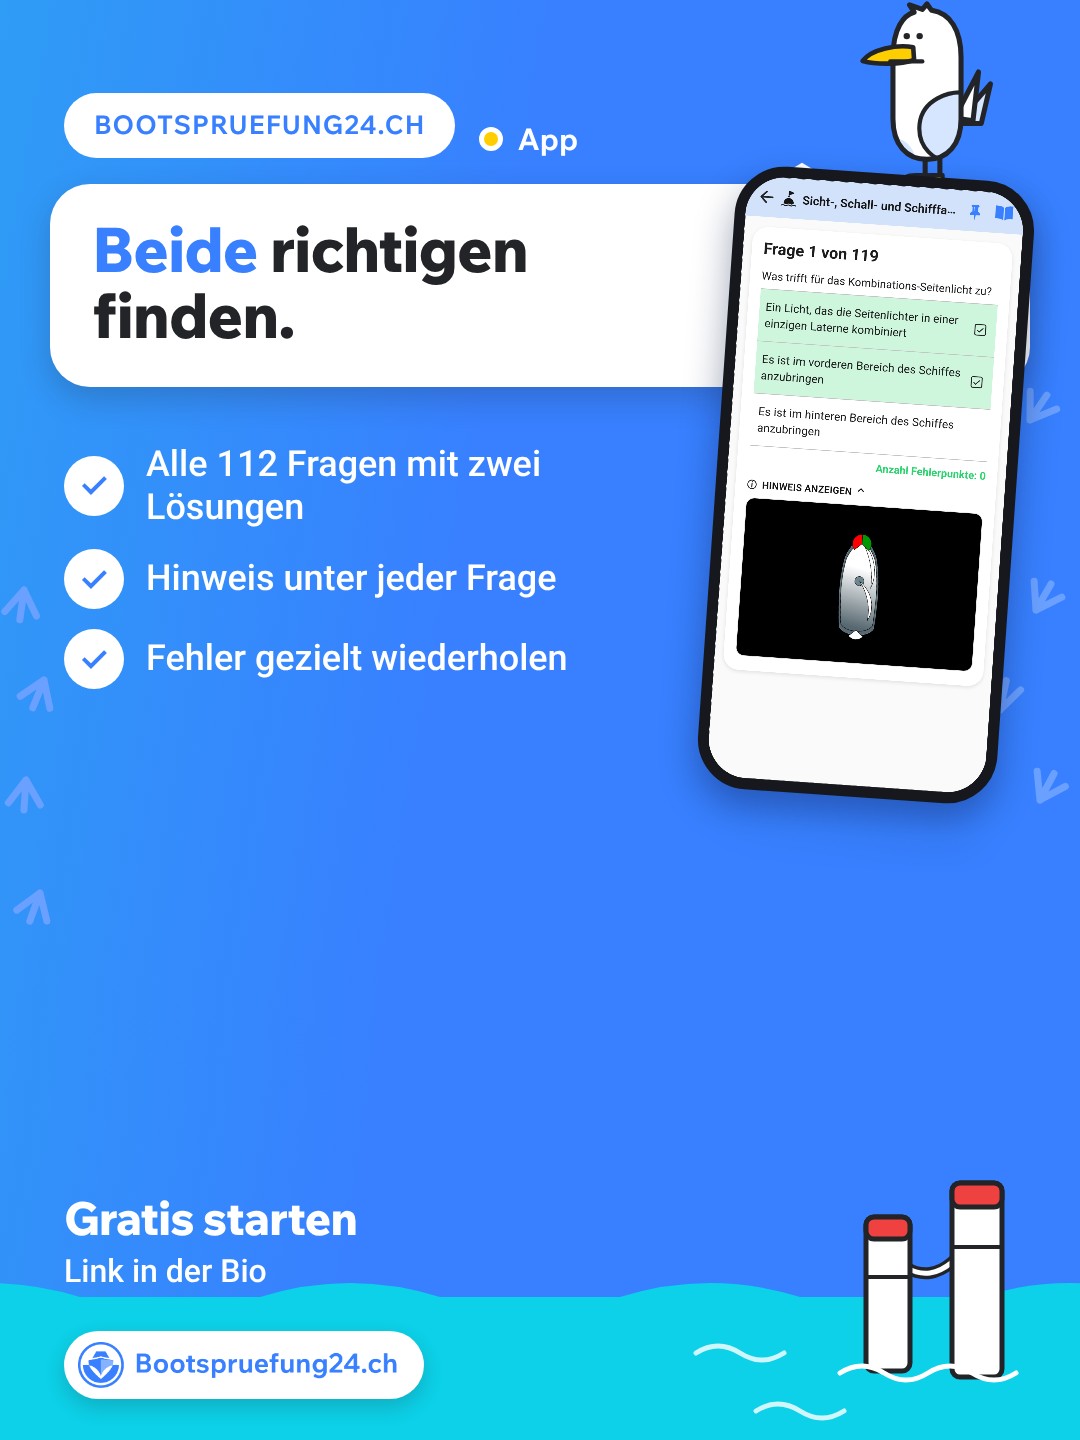 BOOTSPRUEFUNG24.CH
App
Beide richtigen
finden.
Alle 112 Fragen mit zwei
Lösungen
Hinweis unter jeder Frage
Fehler gezielt wiederholen
Sicht-, Schall- und Schifffa...
Frage 1 von 119
Was trifft für das Kombinations-Seitenlicht zu?
Ein Licht, das die Seitenlichter in einer
einzigen Laterne kombiniert
Es ist im vorderen Bereich des Schiffes
anzubringen
Es ist im hinteren Bereich des Schiffes
anzubringen
Anzahl Fehlerpunkte: 0
HINWEIS ANZEIGEN
Gratis starten
Link in der Bio
Bootspruefung24.ch